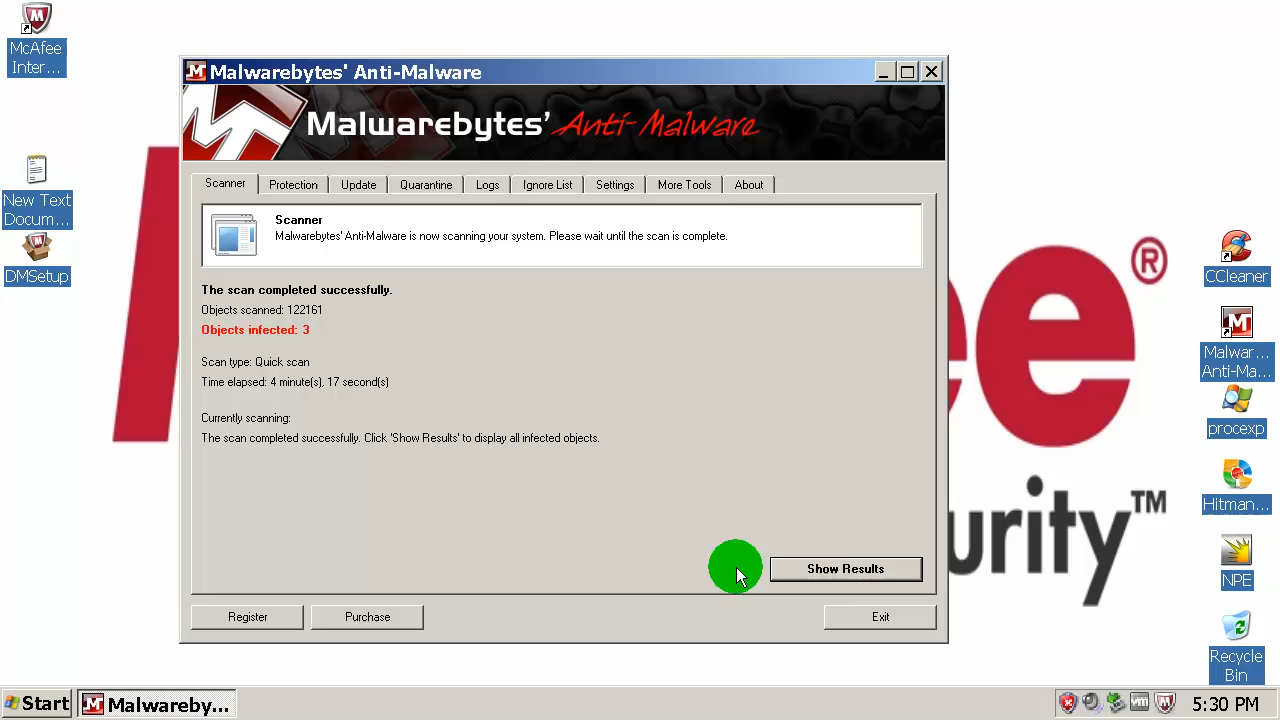 McAfee
Inter...
New Text
Docum...
DMSetup
Malwarebytes' Anti-Malware
Malwarebytes' Anti-Malware
Scanner
Protection
Update
Quarantine
Logs
Ignore List
Settings
More Tools
About
Scanner
Malwarebytes' Anti-Malware is now scanning your system. Please wait until the scan is complete.
The scan completed successfully.
Objects scanned: 122161
Objects infected: 3
Scan type: Quick scan
Time elapsed: 4 minute(s), 17 second(s)
Currently scanning:
The scan completed successfully. Click 'Show Results' to display all infected objects.
Show Results
Register
Purchase
Exit
ee®
urity™
CCleaner
Malwar...
Anti-Ma...
procexp
Hitman...
NPE
Recycle
Bin
Start
Malwareby...
vm
5:30 PM